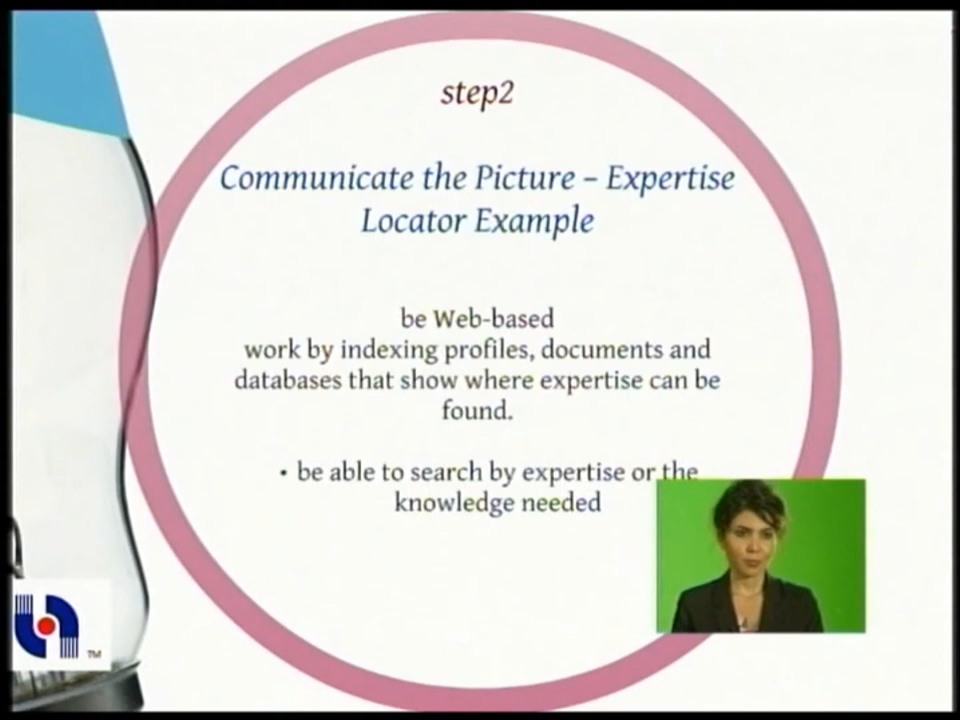 step2
Communicate the Picture – Expertise
Locator Example
be Web-based
work by indexing profiles, documents and
databases that show where expertise can be
found.
• be able to search by expertise or the
knowledge needed
TM